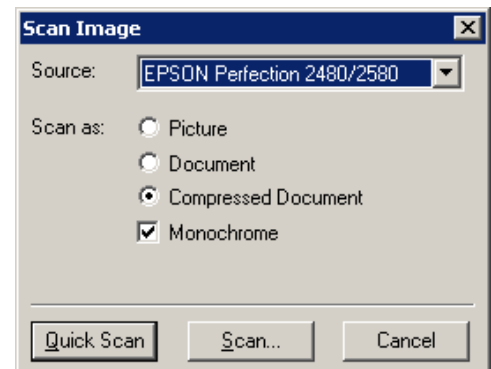 Scan Image
Source: EPSON Perfection 2480/2580
Scan as: Picture
Document
Compressed Document
Monochrome
Quick Scan Scan... Cancel